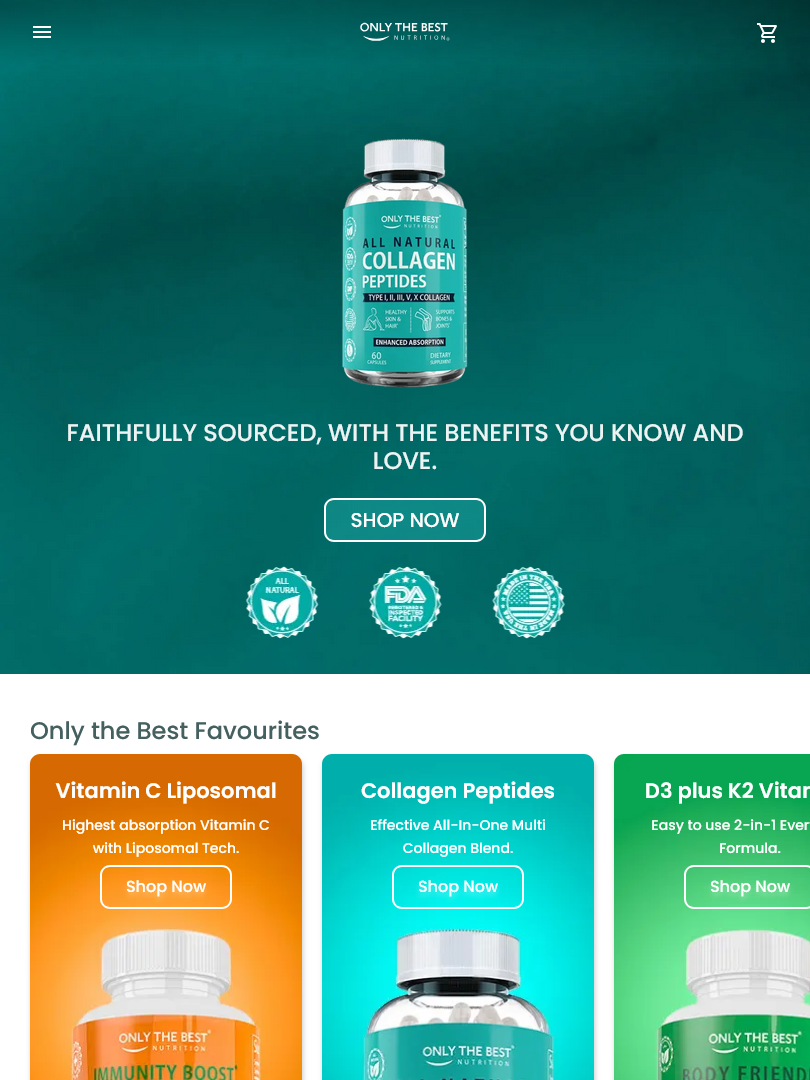 ONLY THE BEST
NUTRITION®
ONLY THE BEST®
NUTRITION
ALL NATURAL
COLLAGEN
PEPTIDES
TYPE I, II, III, V, X COLLAGEN
HEALTHY
SKIN &
HAIR*
SUPPORTS
BONES &
JOINTS*
ENHANCED ABSORPTION
60
CAPSULES
DIETARY
SUPPLEMENT
FAITHFULLY SOURCED, WITH THE BENEFITS YOU KNOW AND
LOVE.
SHOP NOW
ALL
NATURAL
FDA
REGISTERED &
INSPECTED
FACILITY
MADE IN THE USA
MADE IN THE USA
Only the Best Favourites
Vitamin C Liposomal
Highest absorption Vitamin C
with Liposomal Tech.
Shop Now
ONLY THE BEST®
NUTRITION
IMMUNITY BOOST*
Collagen Peptides
Effective All-In-One Multi
Collagen Blend.
Shop Now
ONLY THE BEST®
NUTRITION
D3 plus K2 Vitam
Easy to use 2-in-1 Ever
Formula.
Shop Now
ONLY THE BEST®
NUTRITION
BODY FRIEND